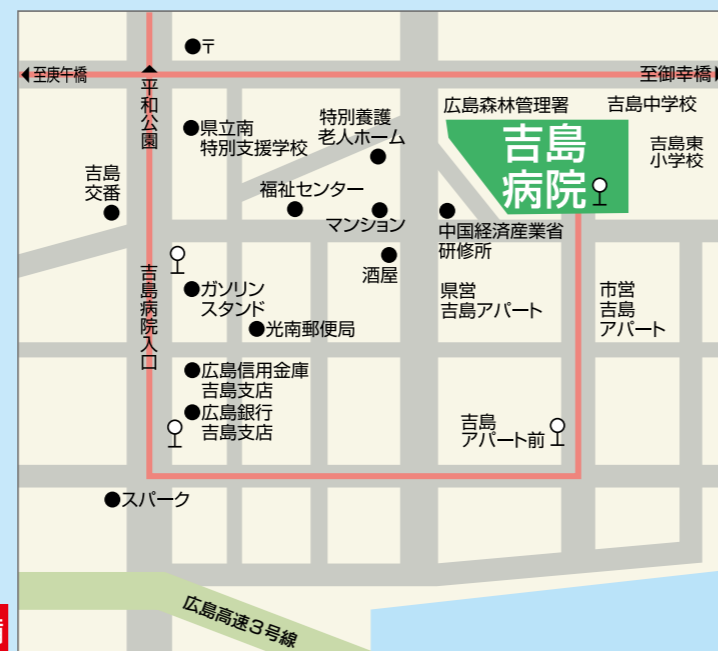 〒
至庚午橋
至御幸橋
平和公園
広島森林管理署
吉島中学校
県立南
特別支援学校
特別養護
老人ホーム
吉島
病院
吉島東
小学校
吉島
交番
福祉センター
マンション
中国経済産業省
研修所
酒屋
吉島病院入口
ガソリン
スタンド
県営
吉島アパート
市営
吉島
アパート
光南郵便局
広島信用金庫
吉島支店
広島銀行
吉島支店
吉島
アパート前
スパーク
広島高速3号線